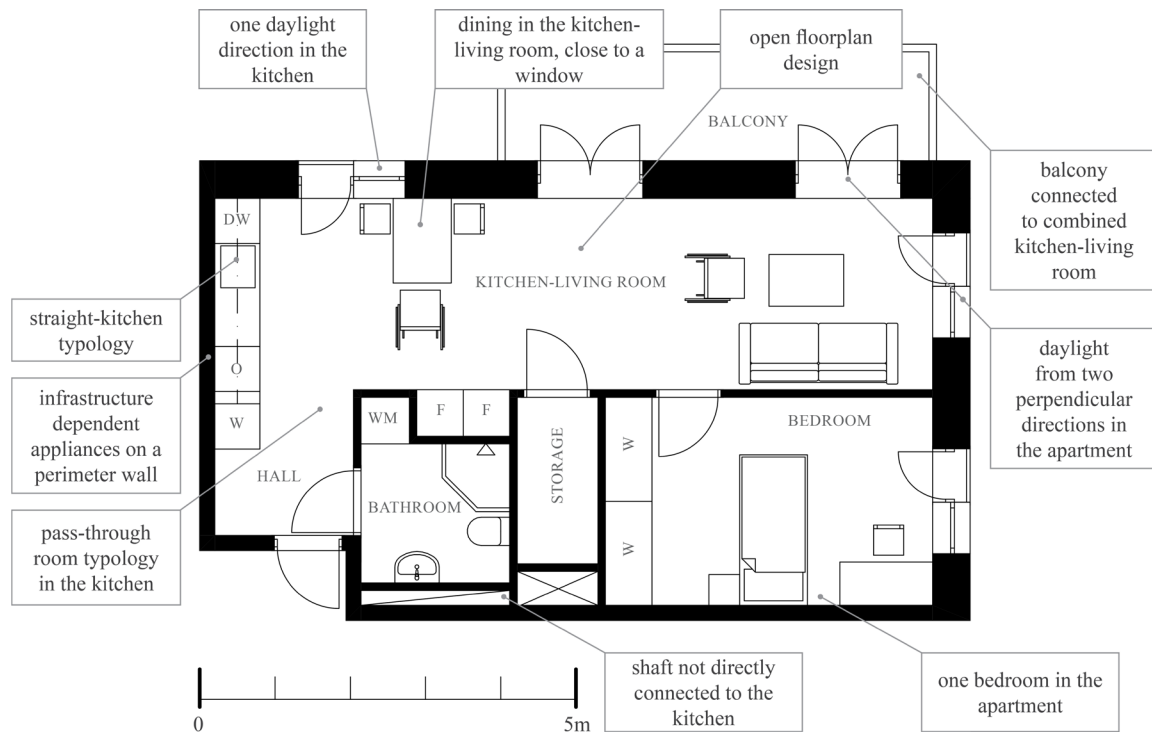 one daylight
direction in the
kitchen
dining in the kitchen-
living room, close to a
window
open floorplan
design
BALCONY
balcony
connected
to combined
kitchen-living
room
DW
KITCHEN-LIVING ROOM
straight-kitchen
typology
O
W
infrastructure
dependent
appliances on a
perimeter wall
daylight
from two
perpendicular
directions in
the apartment
WM
F
F
BEDROOM
W
STORAGE
HALL
BATHROOM
W
pass-through
room typology
in the kitchen
shaft not directly
connected to the
kitchen
one bedroom in the
apartment
0
5m